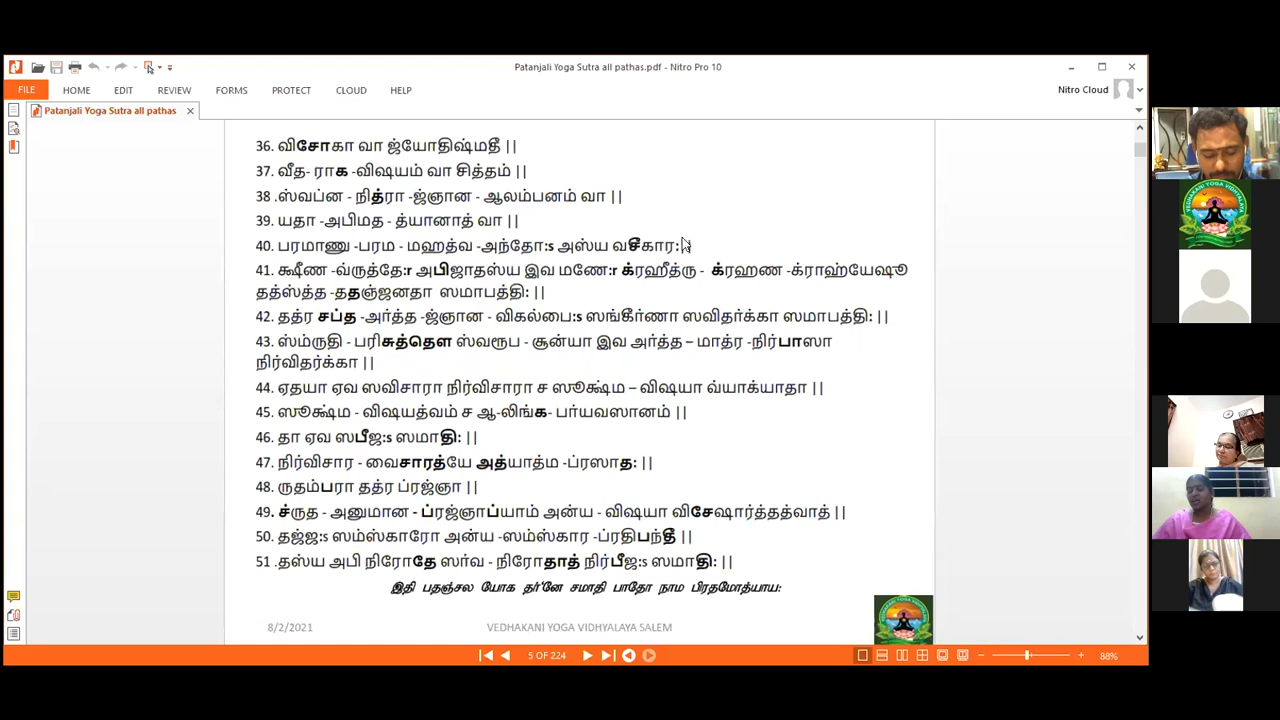 Patanjali Yoga Sutra all pathas.pdf - Nitro Pro 10
FILE HOME EDIT REVIEW FORMS PROTECT CLOUD HELP
Nitro Cloud
Patanjali Yoga Sutra all pathas
36. விசோகா வா ஜ்யோதிஷ்மதீ ||
37. வீத- ராக -விஷயம் வா சித்தம் ||
38 .ஸ்வப்ன - நித்ரா -ஜ்ஞான - ஆலம்பனம் வா ||
39. யதா -அபிமத - த்யானாத் வா ||
40. பரமாணு -பரம - மஹத்வ -அந்தோ:s அஸ்ய வசீகார:
41. க்ஷீண -வ்ருத்தே:r அபிஜாதஸ்ய இவ மணே:r க்ரஹீத்ரு - க்ரஹண -க்ராஹ்யேஷூ
தத்ஸ்த்த -ததஞ்ஜனதா ஸமாபத்தி: ||
42. தத்ர சப்த -அர்த்த -ஜ்ஞான - விகல்பை:s ஸங்கீர்ணா ஸவிதர்க்கா ஸமாபத்தி: ||
43. ஸ்ம்ருதி - பரிசுத்தௌ ஸ்வரூப - சூன்யா இவ அர்த்த – மாத்ர -நிர்பாஸா
நிர்விதர்க்கா ||
44. ஏதயா ஏவ ஸவிசாரா நிர்விசாரா ச ஸூக்ஷ்ம – விஷயா வ்யாக்யாதா ||
45. ஸூக்ஷ்ம - விஷயத்வம் ச ஆ-லிங்க- பர்யவஸானம் ||
46. தா ஏவ ஸபீஜ:s ஸமாதி: ||
47. நிர்விசார - வைசாரத்யே அத்யாத்ம -ப்ரஸாத: ||
48. ருதம்பரா தத்ர ப்ரஜ்ஞா ||
49. ச்ருத - அனுமான - ப்ரஜ்ஞாப்யாம் அன்ய - விஷயா விசேஷார்த்தத்வாத் ||
50. தஜ்ஜ:s ஸம்ஸ்காரோ அன்ய -ஸம்ஸ்கார -ப்ரதிபந்தீ ||
51 .தஸ்ய அபி நிரோதே ஸர்வ - நிரோதாத் நிர்பீஜ:s ஸமாதி: ||
இதி பதஞ்சல யோக தர்னே சமாதி பாதோ நாம பிரதமோத்யாய:
8/2/2021 VEDHAKANI YOGA VIDHYALAYA SALEM
5 OF 224
88%